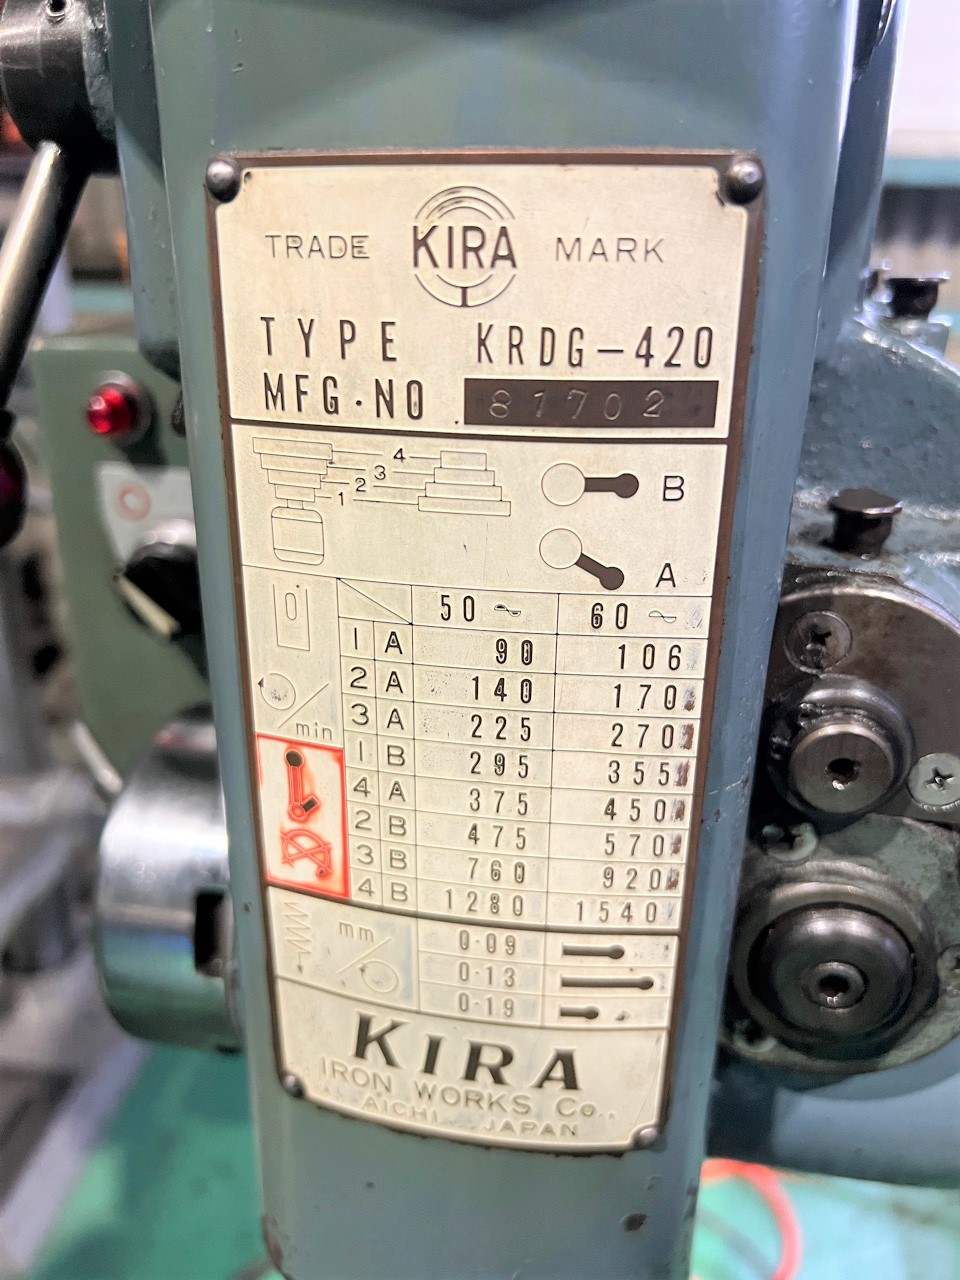 TRADE KIRA MARK
TYPE KRDG-420
MFG.NO 81702
4
3
2
1
B
A
50 ~ 60 ~
0
1 A 90 106
2 A 140 170
3 A 225 270
min
1 B 295 355
4 A 375 450
2 B 475 570
3 B 760 920
4 B 1280 1540
mm
0.09
0.13
0.19
KIRA
IRON WORKS Co.,
AICHI JAPAN